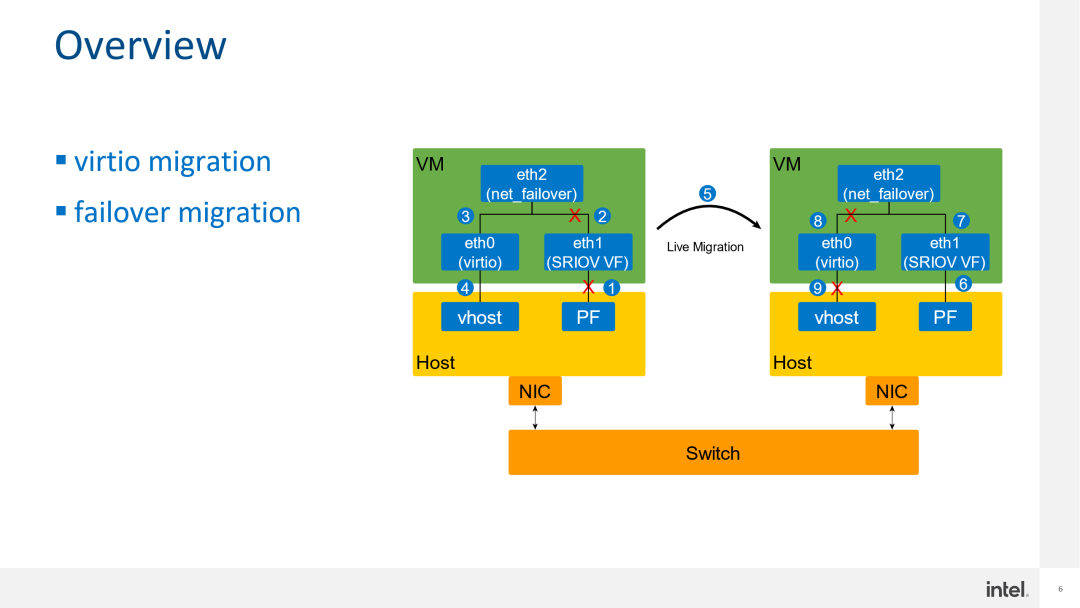 Overview
virtio migration
failover migration
VM
eth2
(net_failover)
3
X
2
eth0
(virtio)
eth1
(SRIOV VF)
4
X
1
vhost
PF
Host
NIC
5
Live Migration
VM
eth2
(net_failover)
8
X
7
eth0
(virtio)
eth1
(SRIOV VF)
9
X
6
vhost
PF
Host
NIC
Switch
intel.
6